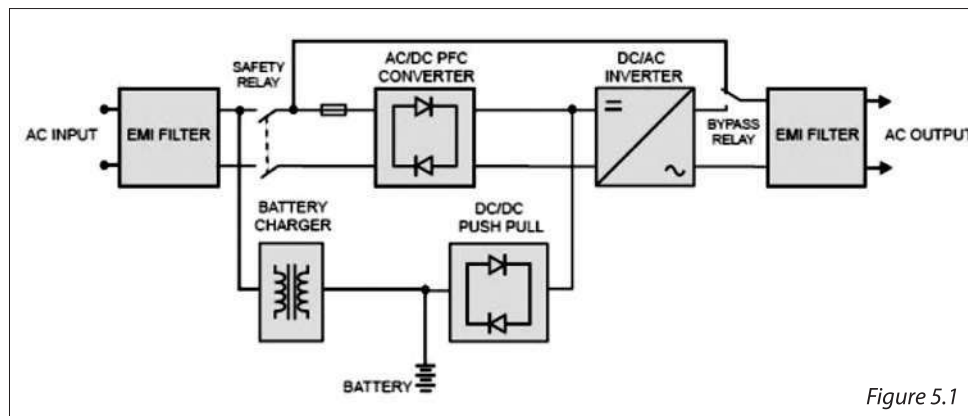 SAFETY
RELAY
AC/DC PFC
CONVERTER
DC/AC
INVERTER
AC INPUT
EMI FILTER
BYPASS
RELAY
EMI FILTER
AC OUTPUT
BATTERY
CHARGER
DC/DC
PUSH PULL
BATTERY
Figure 5.1